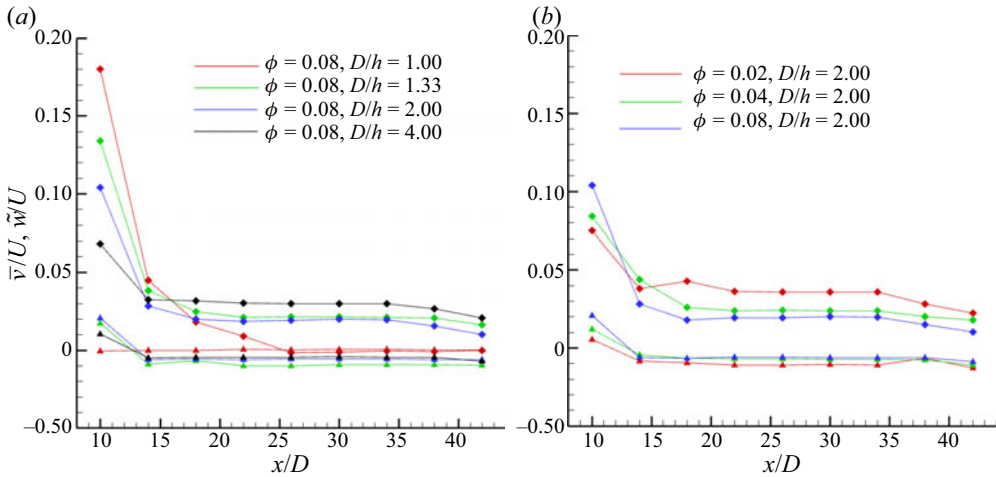 (a)
0.20
0.15
0.10
0.05
0
–0.50
v̅/U, w̃/U
ϕ = 0.08, D/h = 1.00
ϕ = 0.08, D/h = 1.33
ϕ = 0.08, D/h = 2.00
ϕ = 0.08, D/h = 4.00
10 15 20 25 30 35 40
x/D
(b)
0.20
0.15
0.10
0.05
0
–0.50
ϕ = 0.02, D/h = 2.00
ϕ = 0.04, D/h = 2.00
ϕ = 0.08, D/h = 2.00
10 15 20 25 30 35 40
x/D